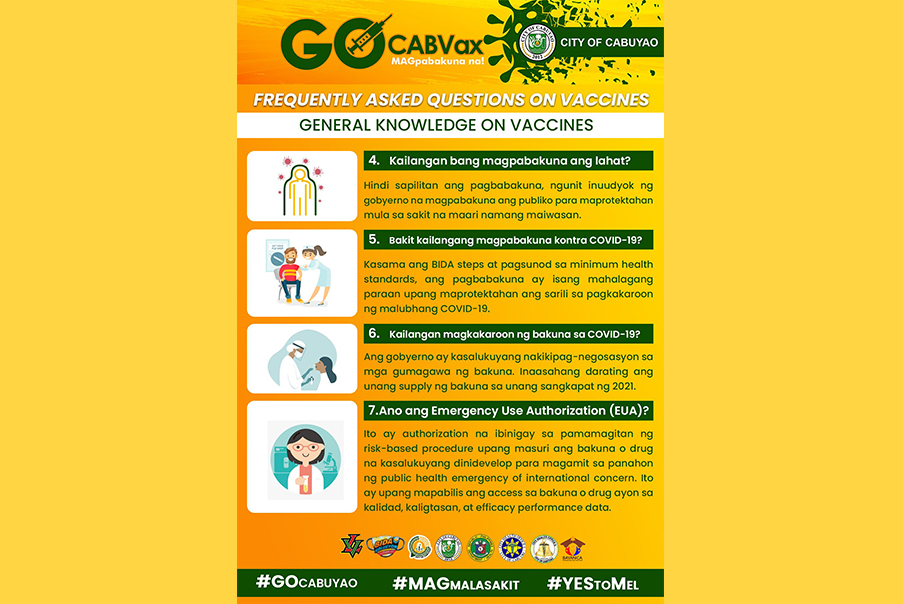 GO CABVax
MAGpabakuna na!
CITY OF CABUYAO
FREQUENTLY ASKED QUESTIONS ON VACCINES
GENERAL KNOWLEDGE ON VACCINES
4. Kailangan bang magpabakuna ang lahat?
Hindi sapilitan ang pagbabakuna, ngunit inuudyok ng
gobyerno na magpabakuna ang publiko para maprotektahan
mula sa sakit na maari namang maiwasan.
5. Bakit kailangang magpabakuna kontra COVID-19?
Kasama ang BIDA steps at pagsunod sa minimum health
standards, ang pagbabakuna ay isang mahalagang
paraan upang maprotektahan ang sarili sa pagkakaroon
ng malubhang COVID-19.
6. Kailangan magkakaroon ng bakuna sa COVID-19?
Ang gobyerno ay kasalukuyang nakikipag-negosasyon sa
mga gumagawa ng bakuna. Inaasahang darating ang
unang supply ng bakuna sa unang sangkapat ng 2021.
7.Ano ang Emergency Use Authorization (EUA)?
Ito ay authorization na ibinigay sa pamamagitan ng
risk-based procedure upang masuri ang bakuna o drug
na kasalukuyang dinidevelop para magamit sa panahon
ng public health emergency of international concern. Ito
ay upang mapabilis ang access sa bakuna o drug ayon sa
kalidad, kaligtasan, at efficacy performance data.
BIDA
#GOCABUYAO #MAGMALASAKIT #YESTOMEL